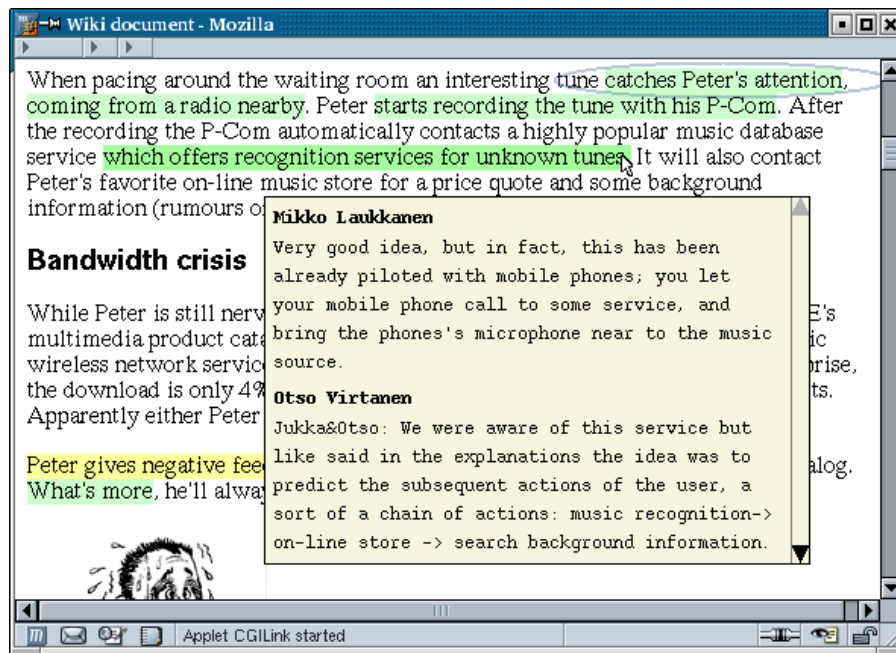 Wiki document - Mozilla
When pacing around the waiting room an interesting tune catches Peter's attention,
coming from a radio nearby. Peter starts recording the tune with his P-Com. After
the recording the P-Com automatically contacts a highly popular music database
service which offers recognition services for unknown tunes. It will also contact
Peter's favorite on-line music store for a price quote and some background
information (rumours o
Mikko Laukkanen
Very good idea, but in fact, this has been
already piloted with mobile phones; you let
your mobile phone call to some service, and
bring the phones's microphone near to the music
source.
Otso Virtanen
Jukka&Otso: We were aware of this service but
like said in the explanations the idea was to
predict the subsequent actions of the user, a
sort of a chain of actions: music recognition->
on-line store -> search background information.
Bandwidth crisis
While Peter is still nerv E's
multimedia product cat ic
wireless network servic rise,
the download is only 4% ts.
Apparently either Peter
Peter gives negative fee alog.
What's more, he'll alway
Applet CGILink started